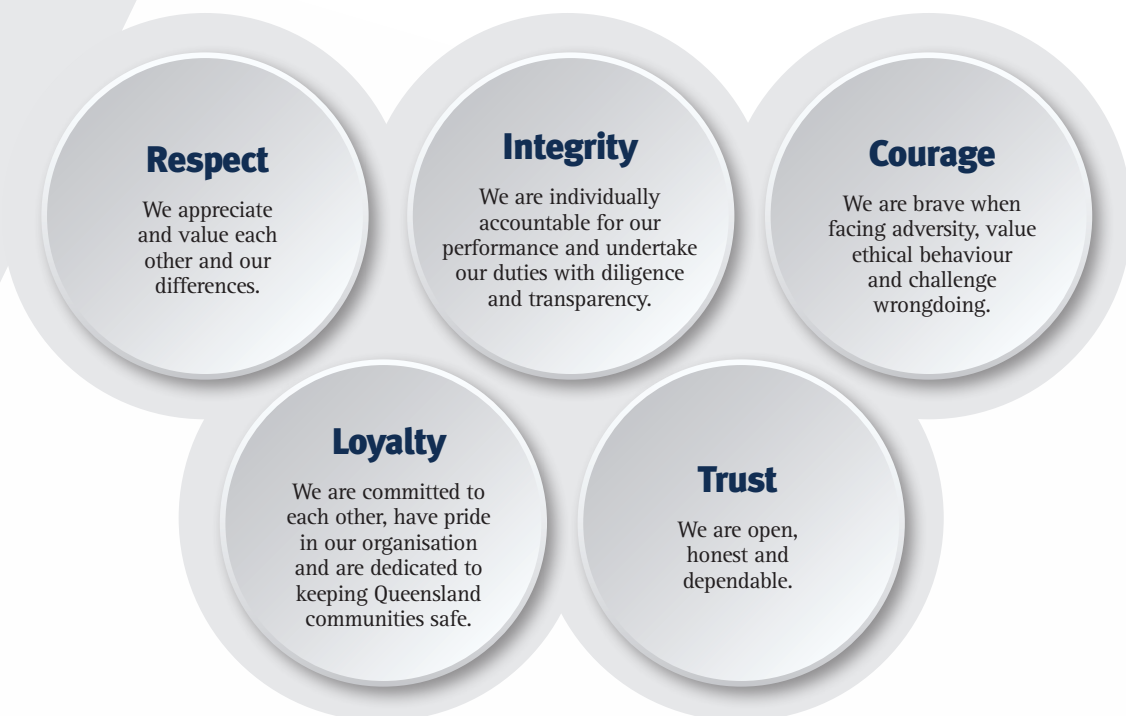 Respect
We appreciate
and value each
other and our
differences.
Integrity
We are individually
accountable for our
performance and undertake
our duties with diligence
and transparency.
Courage
We are brave when
facing adversity, value
ethical behaviour
and challenge
wrongdoing.
Loyalty
We are committed to
each other, have pride
in our organisation
and are dedicated to
keeping Queensland
communities safe.
Trust
We are open,
honest and
dependable.